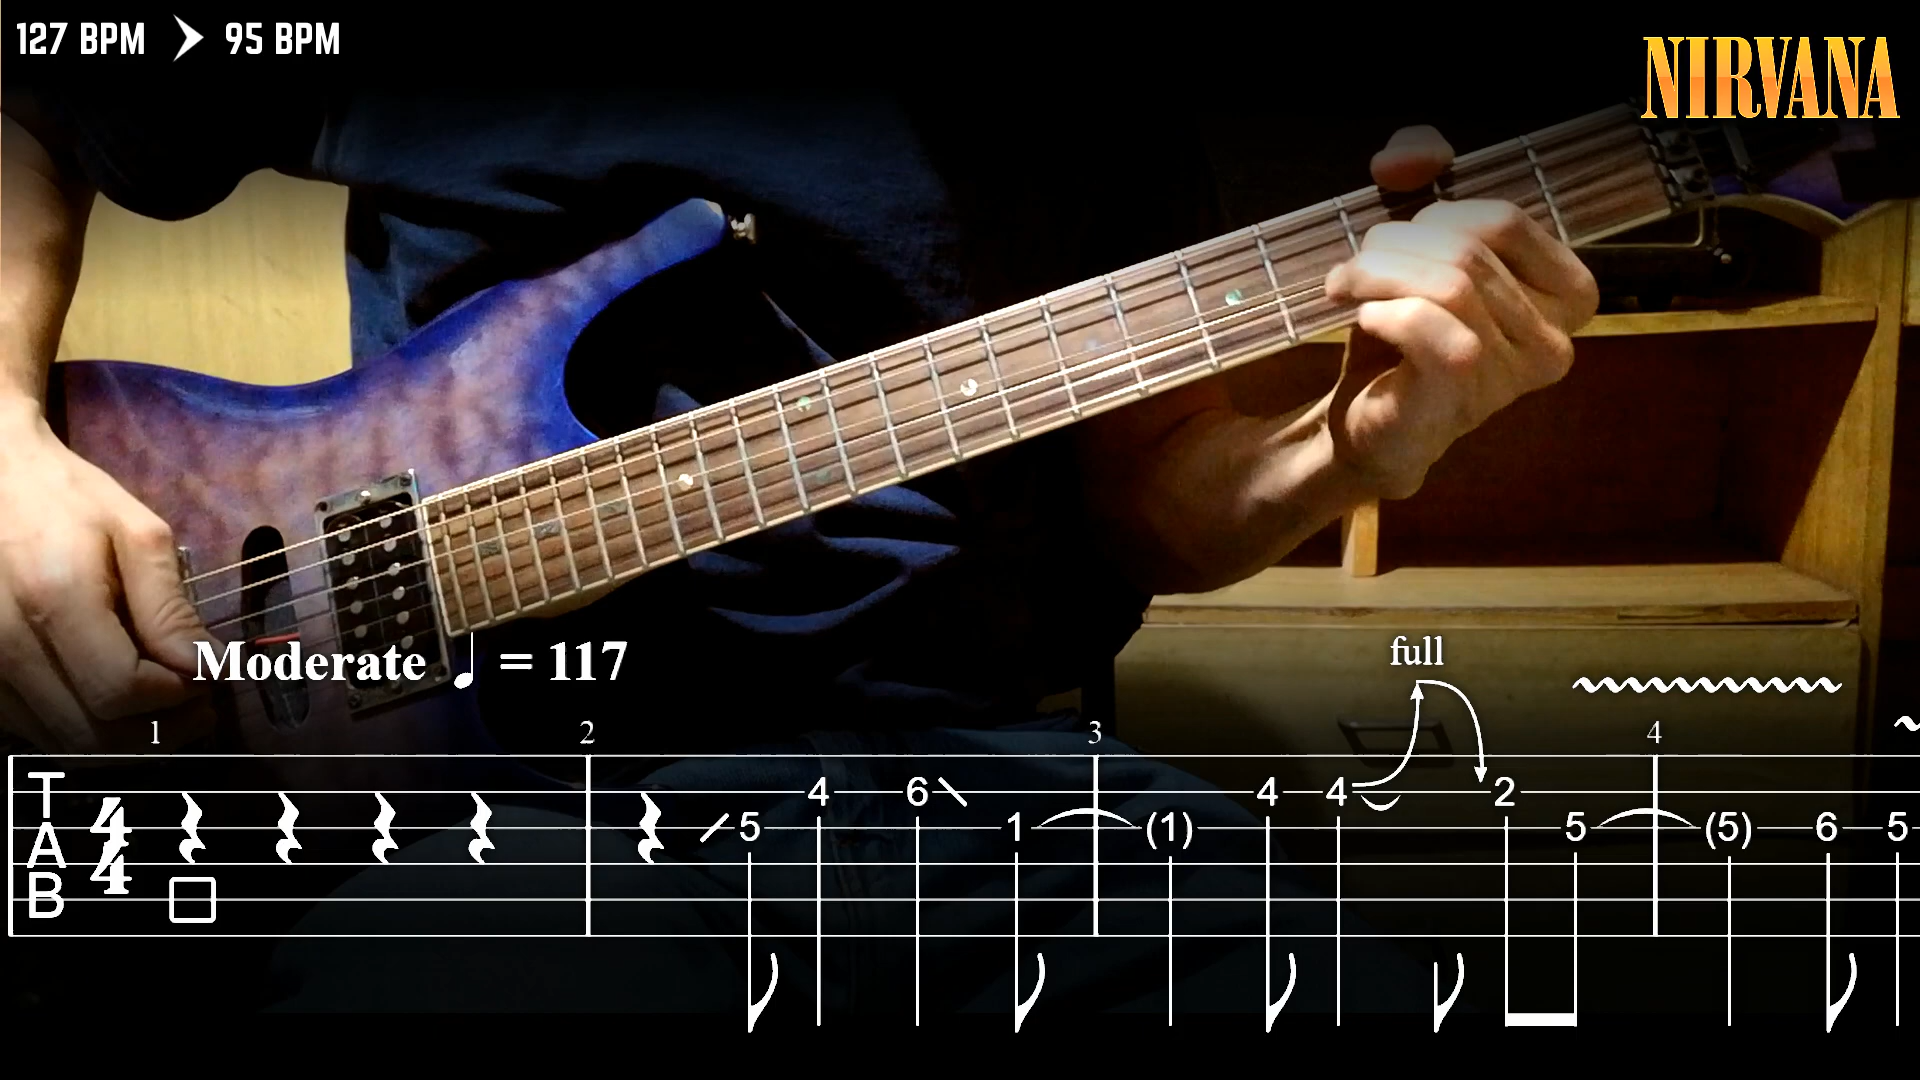 127 BPM > 95 BPM
NIRVANA
Moderate ♩ = 117
full
1 2 3 4
TAB 4/4
4 6 4 4 2
5 1 (1) 5 (5) 6 5